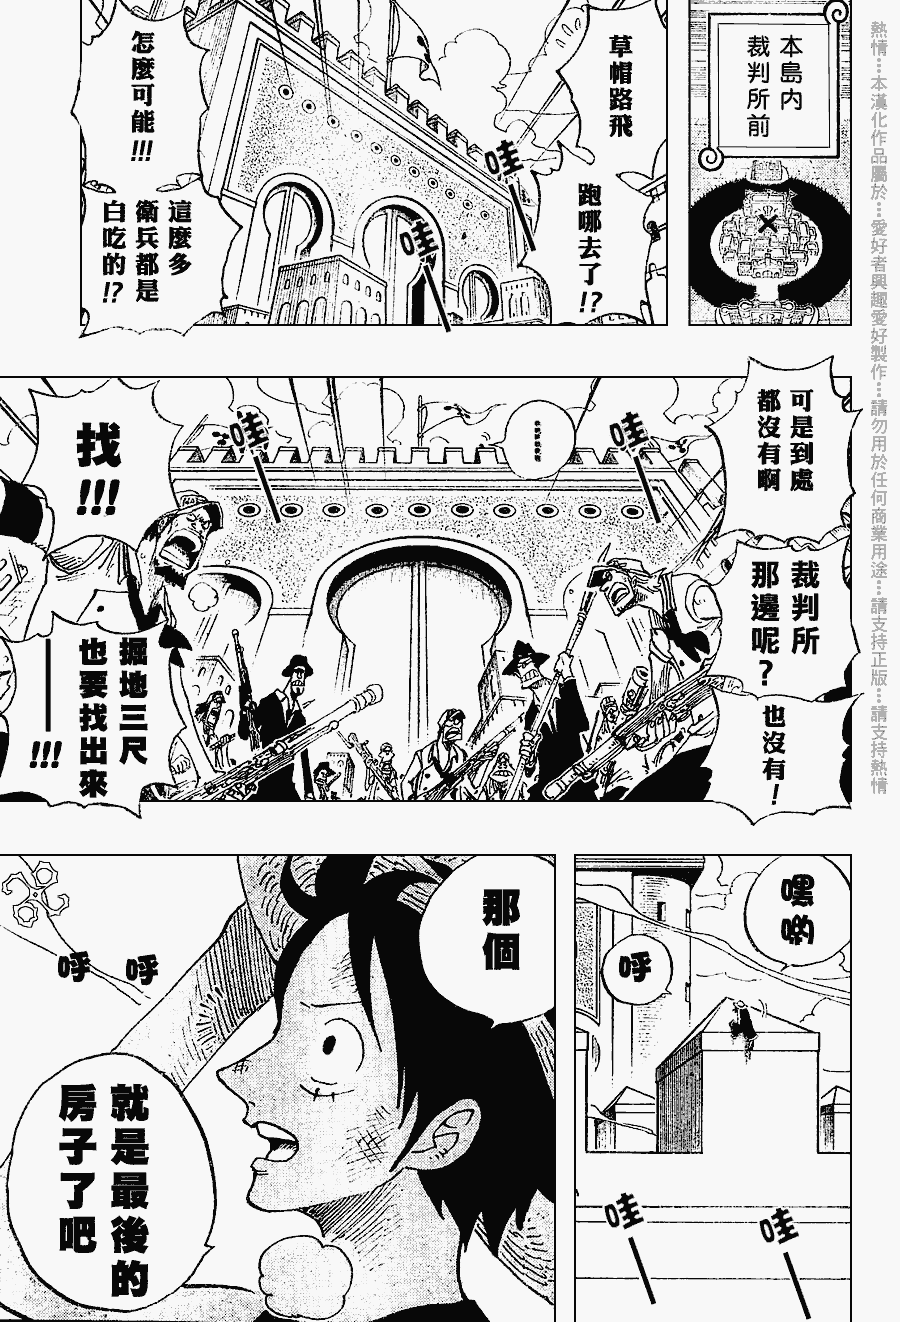 本島内
裁判所前
草帽路飛
跑哪去了!?
哇
哇
怎麼可能!!!
這麼多
衛兵都是
白吃的!?
可是到處
都沒有啊
裁判所
那邊呢?
也沒有!
哇
哇
找!!!
掘地三尺
也要找出來
——!!!
嘿喲
呼
哇
哇
那個
呼
呼
就是最後的
房子了吧
熱情…本漢化作品屬於…愛好者興趣愛好製作…請勿用於任何商業用途…請支持正版…請支持熱情